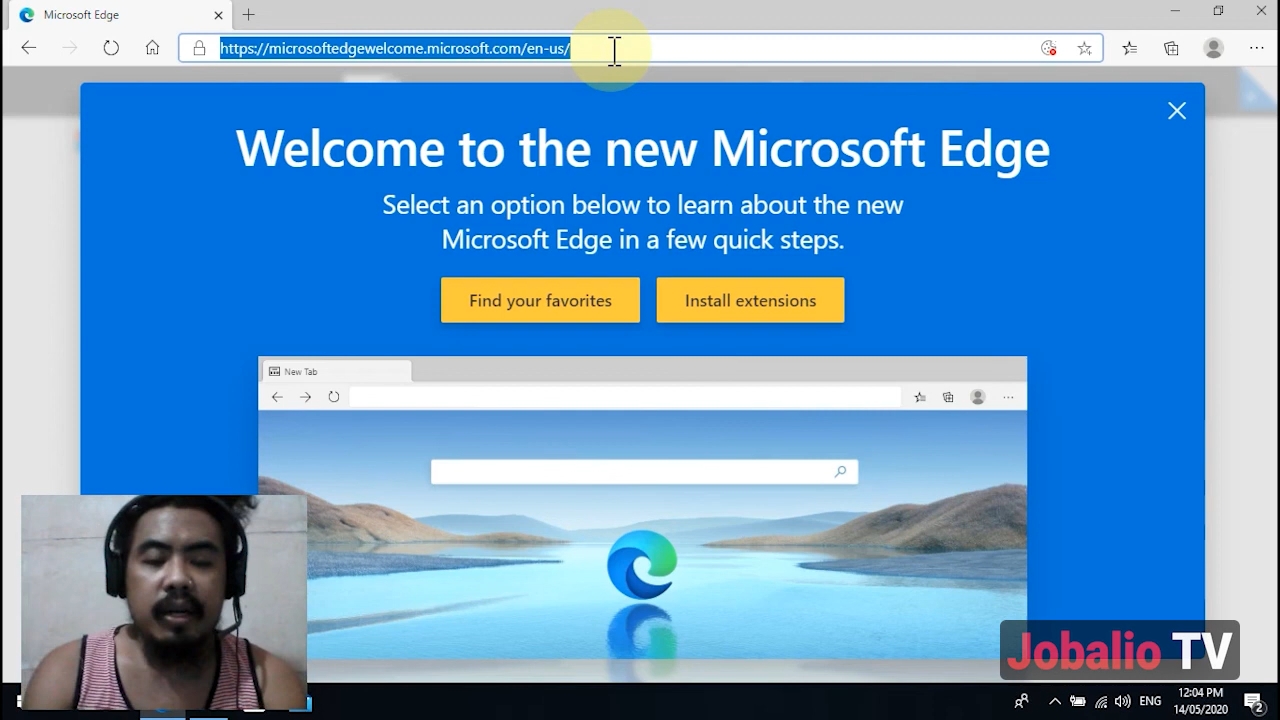 Microsoft Edge
https://microsoftedgewelcome.microsoft.com/en-us/
Welcome to the new Microsoft Edge
Select an option below to learn about the new
Microsoft Edge in a few quick steps.
Find your favorites
Install extensions
New Tab
Jobalio TV
ENG
12:04 PM
14/05/2020
2